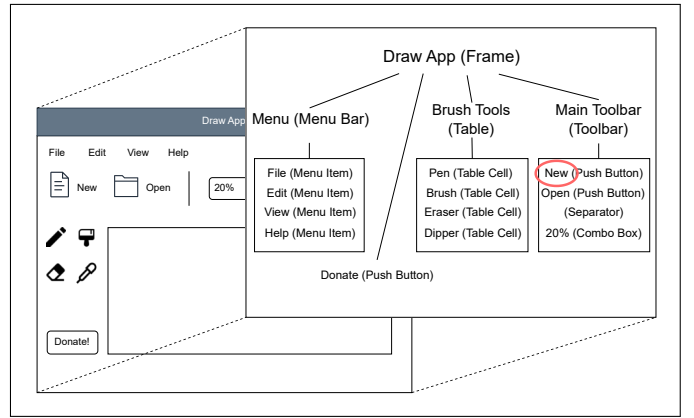 Draw App (Frame)
Menu (Menu Bar)
Brush Tools
(Table)
Main Toolbar
(Toolbar)
File (Menu Item)
Edit (Menu Item)
View (Menu Item)
Help (Menu Item)
Pen (Table Cell)
Brush (Table Cell)
Eraser (Table Cell)
Dipper (Table Cell)
New (Push Button)
Open (Push Button)
(Separator)
20% (Combo Box)
Donate (Push Button)
Draw App
File Edit View Help
New Open 20%
Donate!